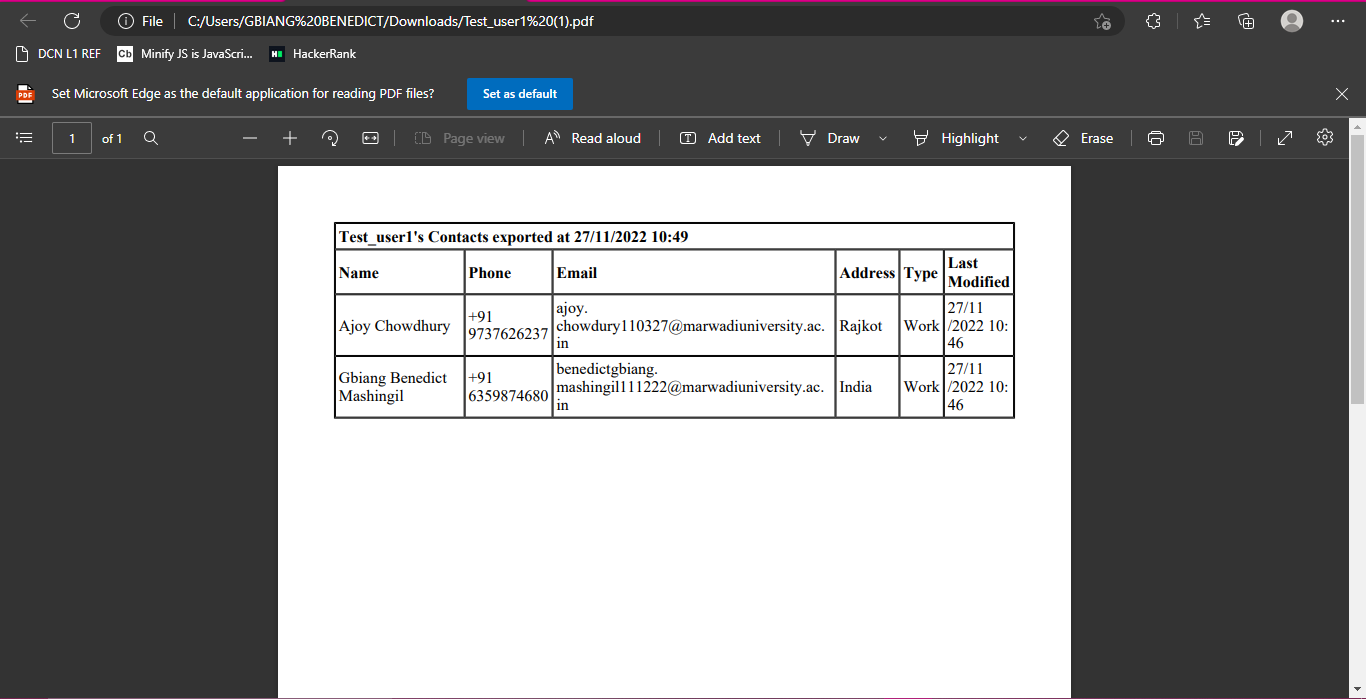 File C:/Users/GBIANG%20BENEDICT/Downloads/Test_user1%20(1).pdf
DCN L1 REF Cb Minify JS is JavaScri... HackerRank
PDF Set Microsoft Edge as the default application for reading PDF files? Set as default
1 of 1 Page view Read aloud Add text Draw Highlight Erase
Test_user1's Contacts exported at 27/11/2022 10:49
Name Phone Email Address Type Last Modified
Ajoy Chowdhury +91 9737626237 ajoy.chowdury110327@marwadiuniversity.ac.in Rajkot Work 27/11/2022 10:46
Gbiang Benedict Mashingil +91 6359874680 benedictgbiang.mashingil111222@marwadiuniversity.ac.in India Work 27/11/2022 10:46